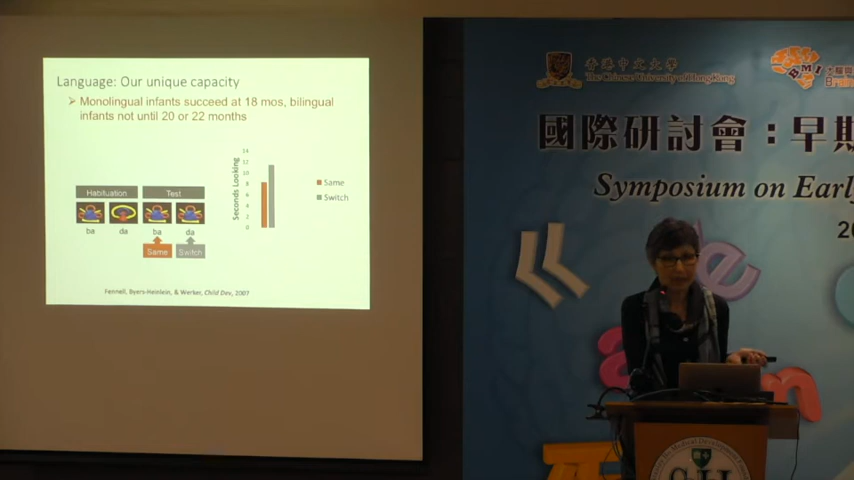 Language: Our unique capacity
Monolingual infants succeed at 18 mos, bilingual
infants not until 20 or 22 months
Habituation
Test
ba
da
ba
da
Same
Switch
Seconds Looking
14
12
10
8
6
4
2
0
Same
Switch
Fennell, Byers-Heinlein, & Werker, Child Dev, 2007
香港中文大學
The Chinese University of Hong Kong
BMI
國際研討會：早期
Symposium on Early
20